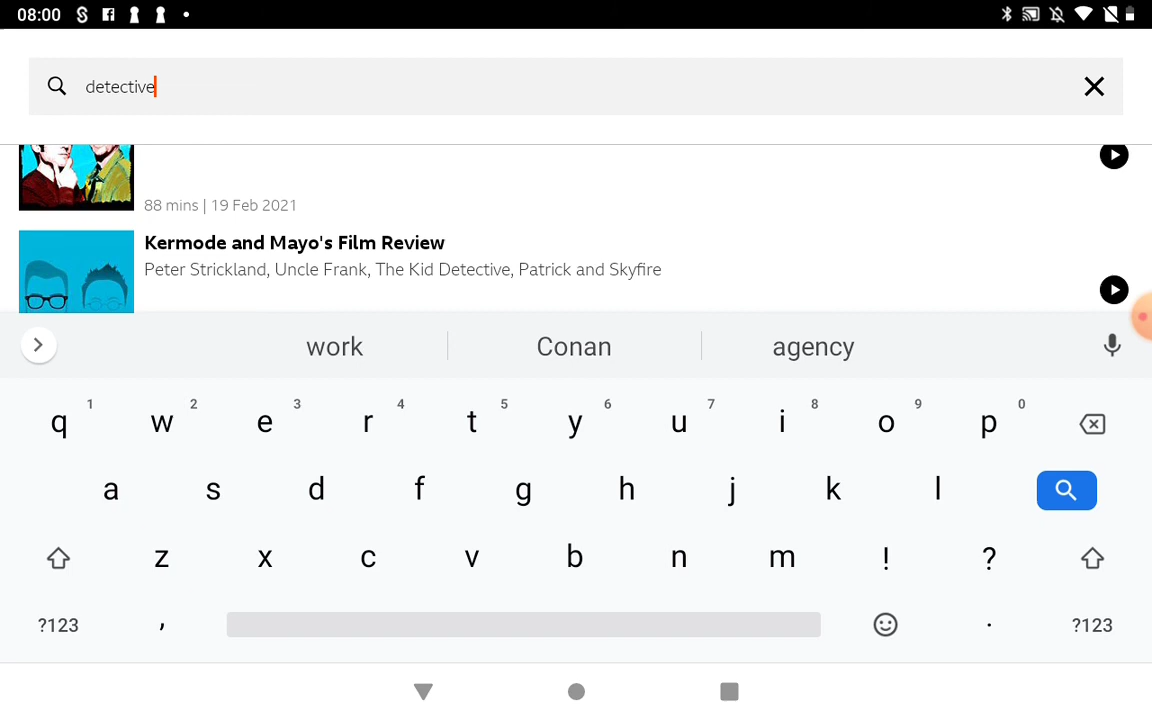 08:00
detective
88 mins | 19 Feb 2021
Kermode and Mayo's Film Review
Peter Strickland, Uncle Frank, The Kid Detective, Patrick and Skyfire
work Conan agency
1 2 3 4 5 6 7 8 9 0
q w e r t y u i o p
a s d f g h j k l
z x c v b n m ! ?
?123 , . ?123